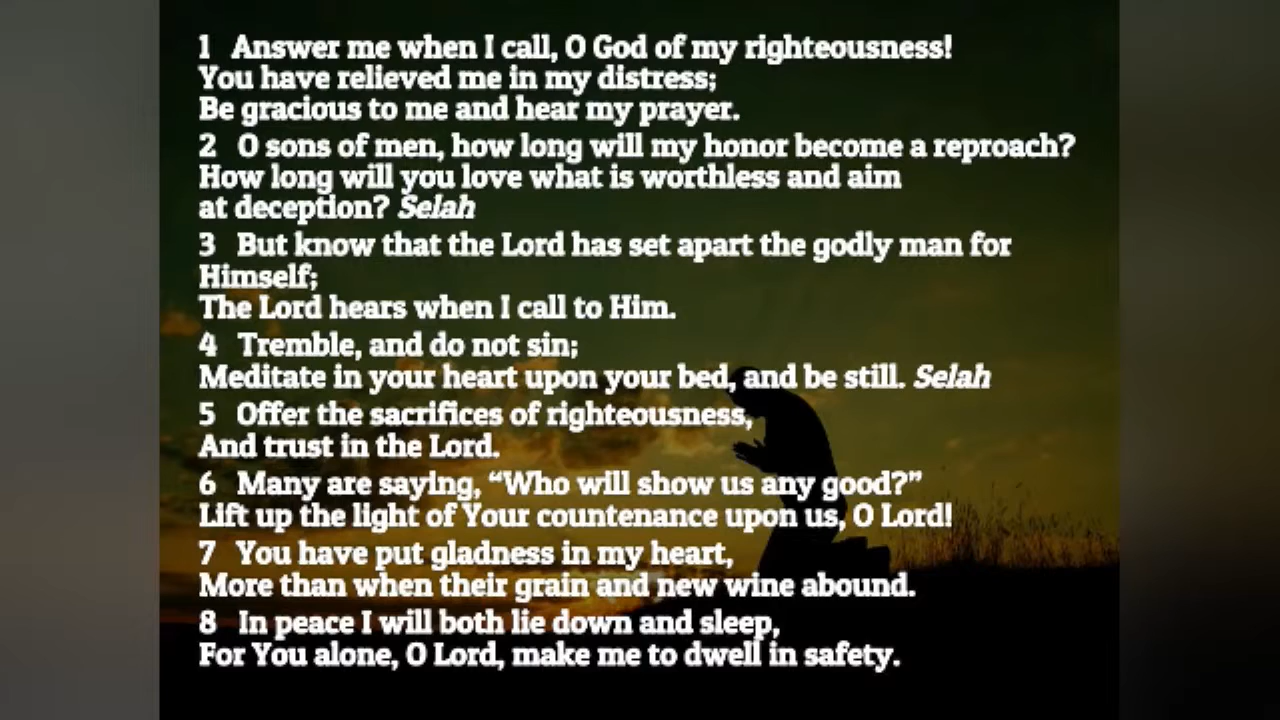 1 Answer me when I call, O God of my righteousness!
You have relieved me in my distress;
Be gracious to me and hear my prayer.
2 O sons of men, how long will my honor become a reproach?
How long will you love what is worthless and aim
at deception? Selah
3 But know that the Lord has set apart the godly man for
Himself;
The Lord hears when I call to Him.
4 Tremble, and do not sin;
Meditate in your heart upon your bed, and be still. Selah
5 Offer the sacrifices of righteousness,
And trust in the Lord.
6 Many are saying, “Who will show us any good?”
Lift up the light of Your countenance upon us, O Lord!
7 You have put gladness in my heart,
More than when their grain and new wine abound.
8 In peace I will both lie down and sleep,
For You alone, O Lord, make me to dwell in safety.